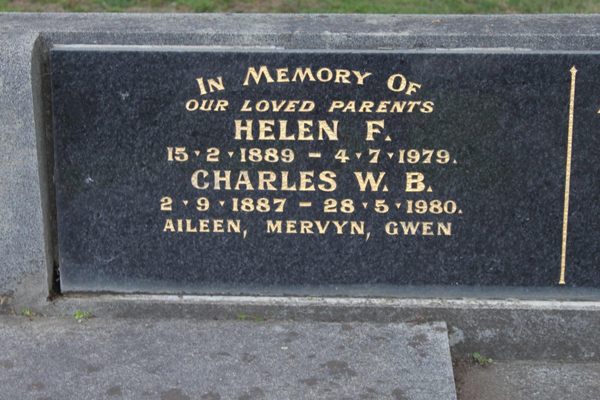 IN MEMORY OF
OUR LOVED PARENTS
HELEN F.
15·2·1889 – 4·7·1979.
CHARLES W. B.
2·9·1887 – 28·5·1980.
AILEEN, MERVYN, GWEN